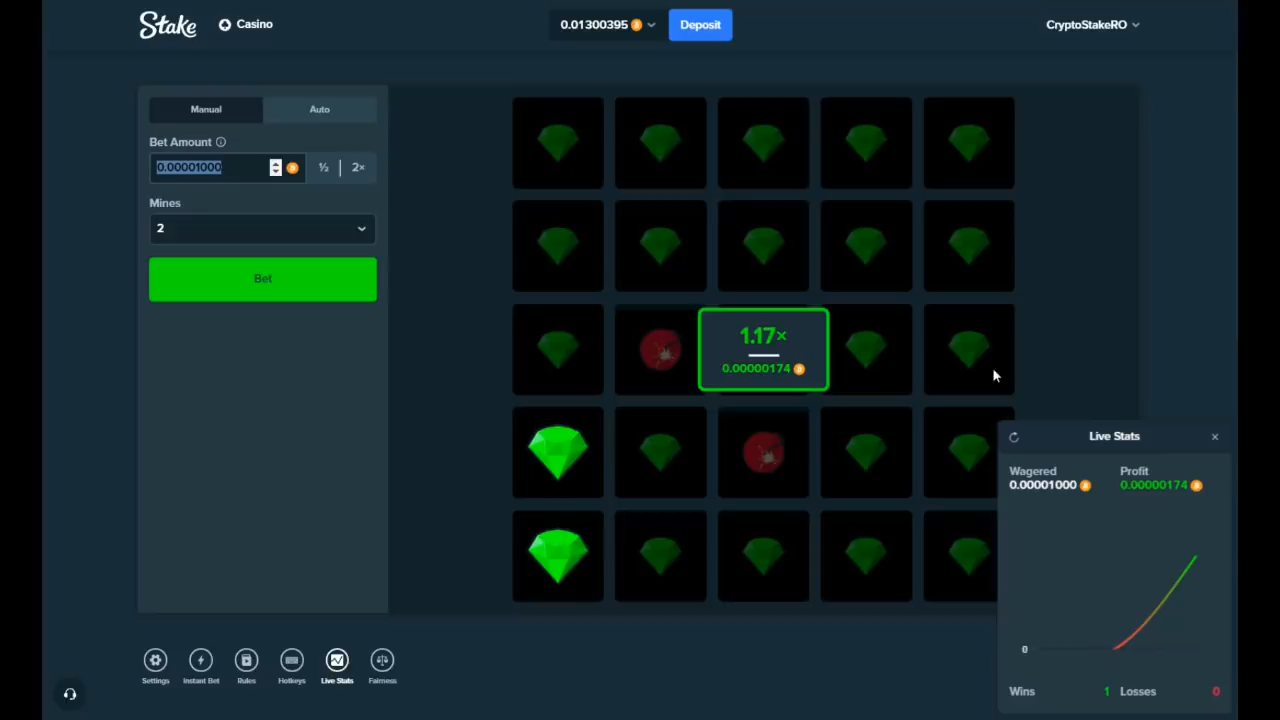 Stake
Casino
0.01300395
Deposit
CryptoStakeRO
Manual
Auto
Bet Amount
0.00001000
½
2×
Mines
2
Bet
1.17×
0.00000174
Live Stats
Wagered
Profit
0.00001000
0.00000174
0
Wins
1
Losses
0
Settings
Instant Bet
Rules
Hotkeys
Live Stats
Fairness